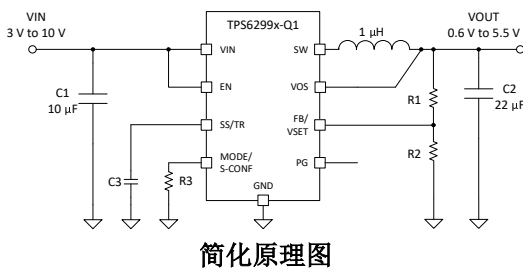 VIN
3 V to 10 V
TPS6299x-Q1
1 µH
VOUT
0.6 V to 5.5 V
VIN
SW
C1
10 µF
EN
VOS
R1
C2
22 µF
SS/TR
FB/
VSET
R2
C3
R3
MODE/
S-CONF
PG
GND
简化原理图